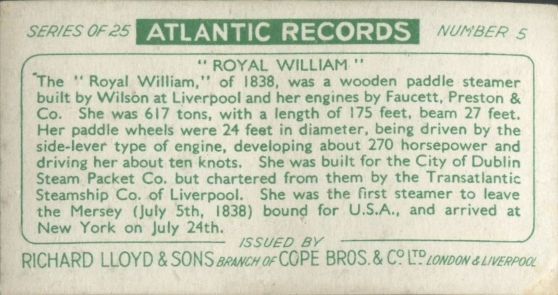 SERIES OF 25 ATLANTIC RECORDS NUMBER 5
"ROYAL WILLIAM"
The "Royal William," of 1838, was a wooden paddle steamer
built by Wilson at Liverpool and her engines by Faucett, Preston &
Co. She was 617 tons, with a length of 175 feet, beam 27 feet.
Her paddle wheels were 24 feet in diameter, being driven by the
side-lever type of engine, developing about 270 horsepower and
driving her about ten knots. She was built for the City of Dublin
Steam Packet Co. but chartered from them by the Transatlantic
Steamship Co. of Liverpool. She was the first steamer to leave
the Mersey (July 5th, 1838) bound for U.S.A., and arrived at
New York on July 24th.
ISSUED BY
RICHARD LLOYD & SONS BRANCH OF COPE BROS. & CO LTD LONDON & LIVERPOOL